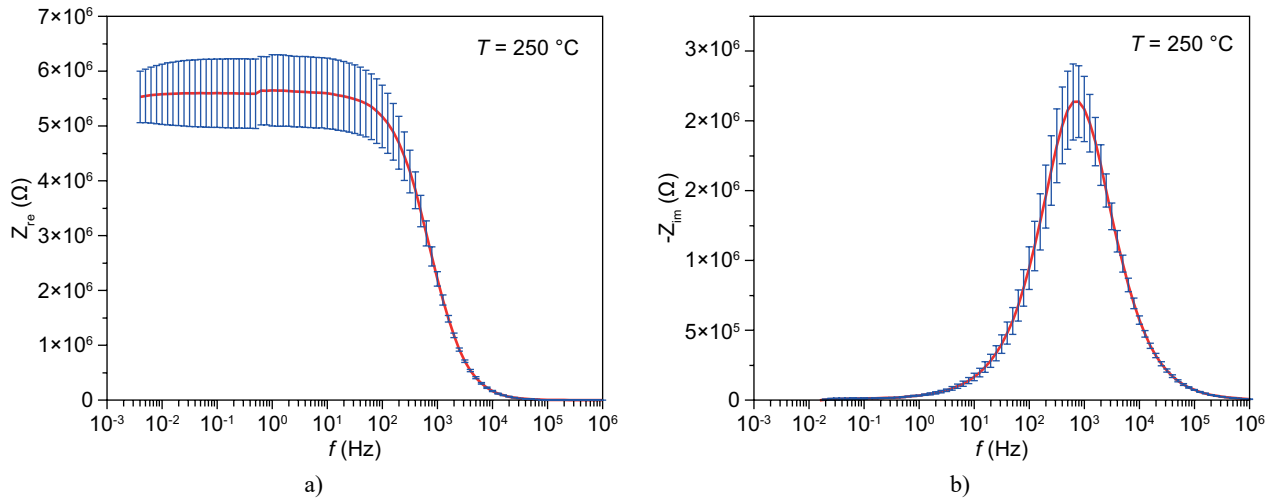 7×10⁶
6×10⁶
5×10⁶
4×10⁶
3×10⁶
2×10⁶
1×10⁶
0
Z_re (Ω)
T = 250 °C
10⁻³ 10⁻² 10⁻¹ 10⁰ 10¹ 10² 10³ 10⁴ 10⁵ 10⁶
f (Hz)
a)
3×10⁶
2×10⁶
2×10⁶
1×10⁶
5×10⁵
0
-Z_im (Ω)
T = 250 °C
10⁻³ 10⁻² 10⁻¹ 10⁰ 10¹ 10² 10³ 10⁴ 10⁵ 10⁶
f (Hz)
b)